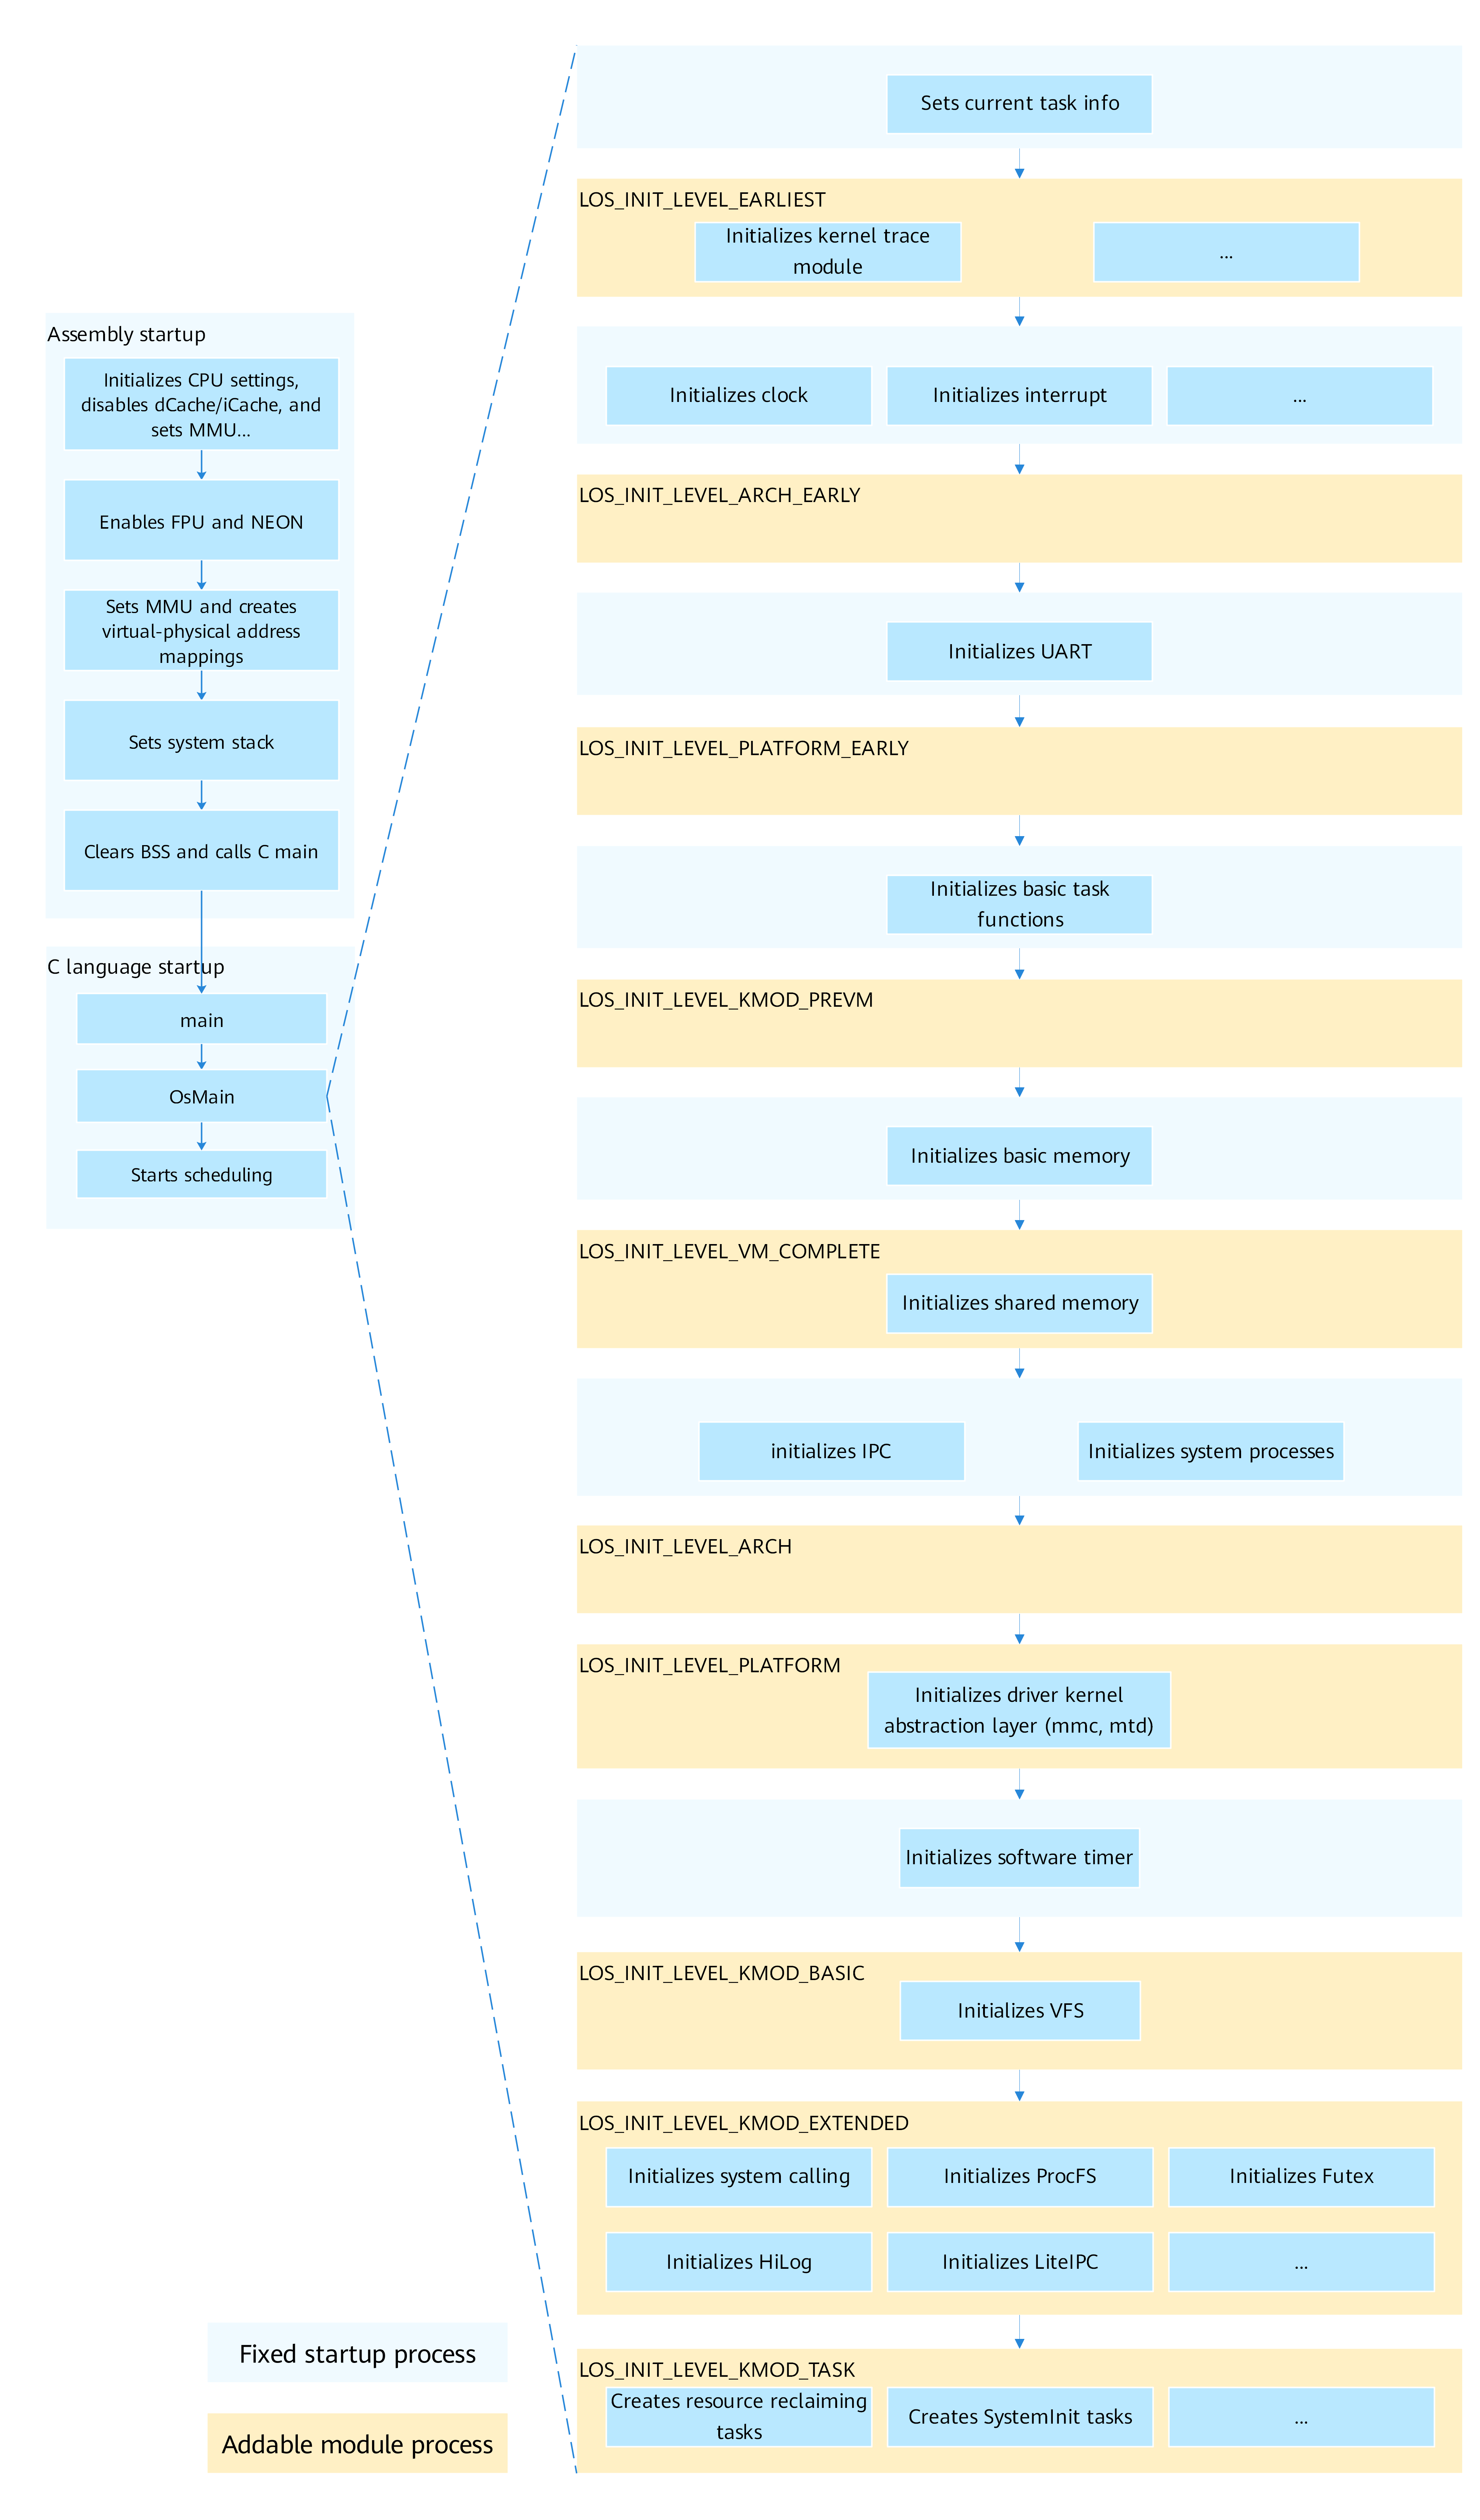 Assembly startup
Initializes CPU settings,
disables dCache/iCache, and
sets MMU...
Enables FPU and NEON
Sets MMU and creates
virtual-physical address
mappings
Sets system stack
Clears BSS and calls C main
C language startup
main
OsMain
Starts scheduling
Sets current task info
LOS_INIT_LEVEL_EARLIEST
Initializes kernel trace
module
...
Initializes clock
Initializes interrupt
...
LOS_INIT_LEVEL_ARCH_EARLY
Initializes UART
LOS_INIT_LEVEL_PLATFORM_EARLY
Initializes basic task
functions
LOS_INIT_LEVEL_KMOD_PREVM
Initializes basic memory
LOS_INIT_LEVEL_VM_COMPLETE
Initializes shared memory
initializes IPC
Initializes system processes
LOS_INIT_LEVEL_ARCH
LOS_INIT_LEVEL_PLATFORM
Initializes driver kernel
abstraction layer (mmc, mtd)
Initializes software timer
LOS_INIT_LEVEL_KMOD_BASIC
Initializes VFS
LOS_INIT_LEVEL_KMOD_EXTENDED
Initializes system calling
Initializes ProcFS
Initializes Futex
Initializes HiLog
Initializes LiteIPC
...
LOS_INIT_LEVEL_KMOD_TASK
Creates resource reclaiming
tasks
Creates SystemInit tasks
...
Fixed startup process
Addable module process